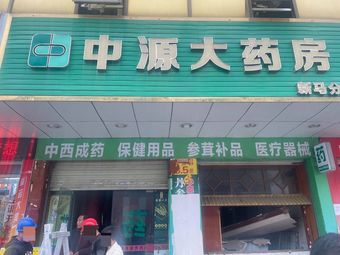 中源大药房
中西成药 保健用品 参茸补品 医疗器械
药